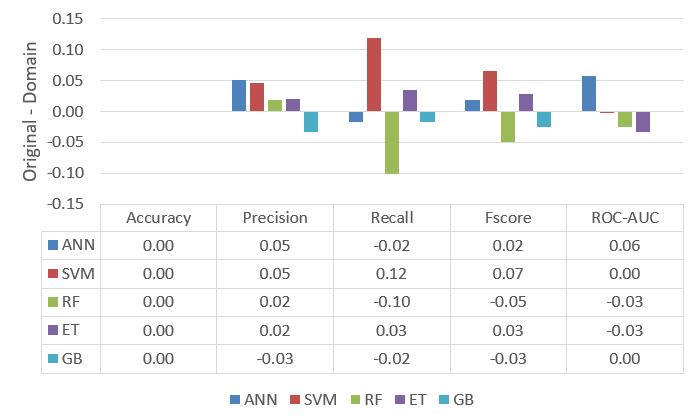 0.15
0.10
0.05
0.00
-0.05
-0.10
-0.15
Original - Domain
Accuracy Precision Recall Fscore ROC-AUC
ANN 0.00 0.05 -0.02 0.02 0.06
SVM 0.00 0.05 0.12 0.07 0.00
RF 0.00 0.02 -0.10 -0.05 -0.03
ET 0.00 0.02 0.03 0.03 -0.03
GB 0.00 -0.03 -0.02 -0.03 0.00
ANN SVM RF ET GB